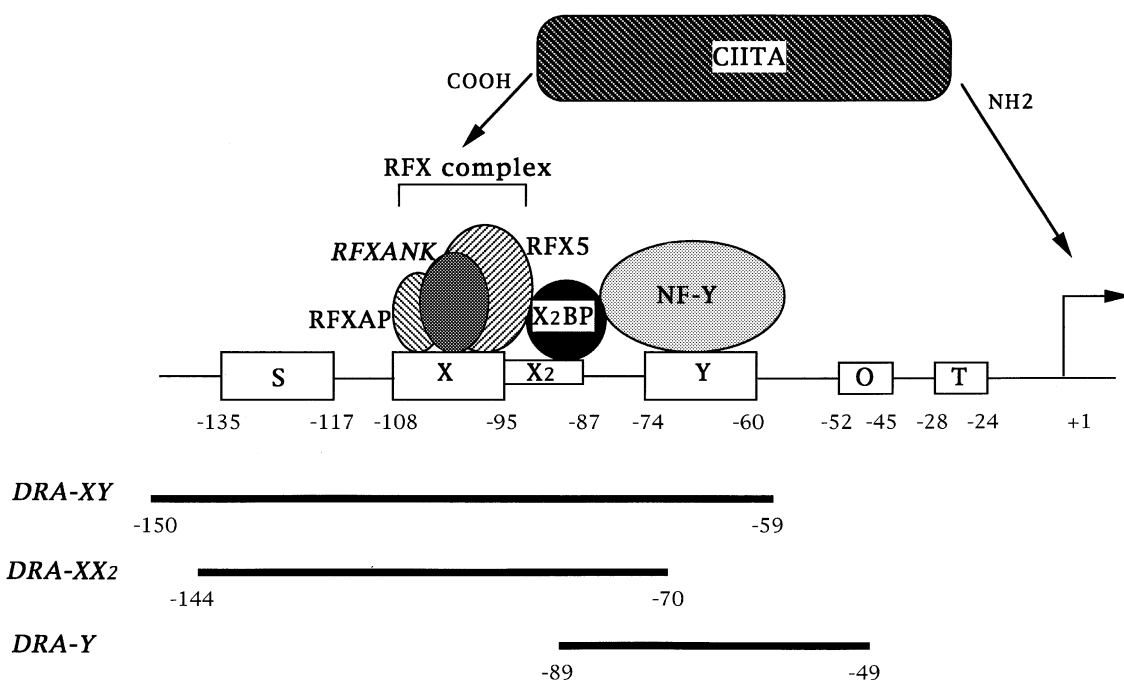 CIITA
COOH
NH2
RFX complex
RFXANK
RFX5
RFXAP
X2BP
NF-Y
S
X
X2
Y
O
T
-135 -117 -108 -95 -87 -74 -60 -52 -45 -28 -24 +1
DRA-XY
-150 -59
DRA-XX2
-144 -70
DRA-Y
-89 -49